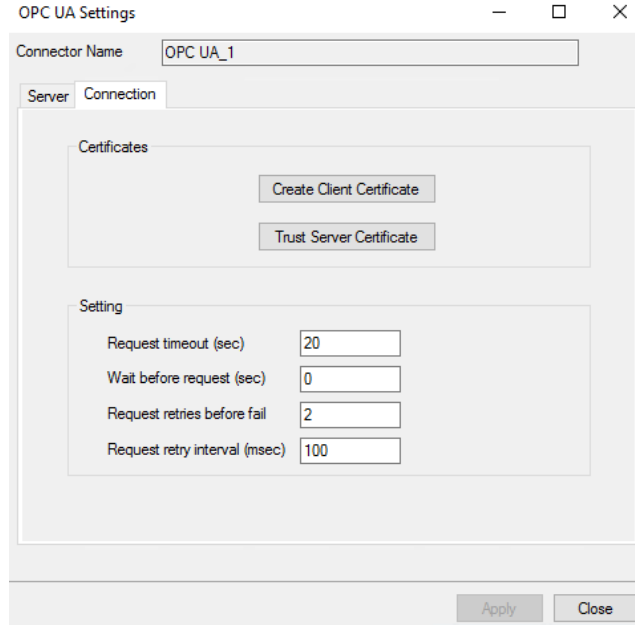 OPC UA Settings
Connector Name OPC UA_1
Server Connection
Certificates
Create Client Certificate
Trust Server Certificate
Setting
Request timeout (sec) 20
Wait before request (sec) 0
Request retries before fail 2
Request retry interval (msec) 100
Apply Close